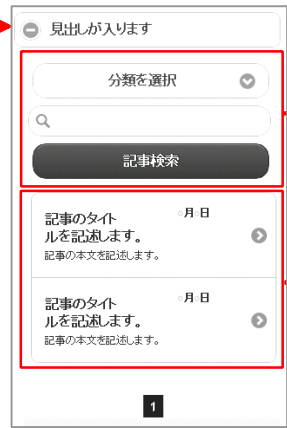 見出しが入ります
分類を選択
記事検索
記事のタイト
ルを記述します。
○月○日
記事の本文を記述します。
記事のタイト
ルを記述します。
○月○日
記事の本文を記述します。
1